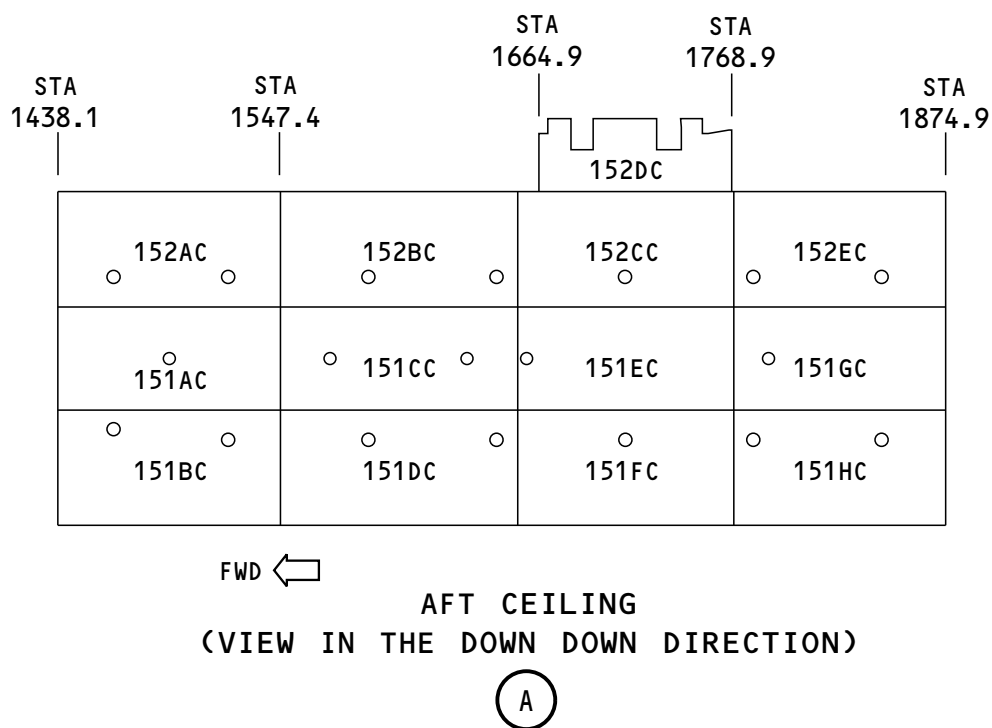 STA
1664.9
STA
1768.9
STA
1438.1
STA
1547.4
STA
1874.9
152DC
152AC
152BC
152CC
152EC
151AC
151CC
151EC
151GC
151BC
151DC
151FC
151HC
FWD
AFT CEILING
(VIEW IN THE DOWN DOWN DIRECTION)
A